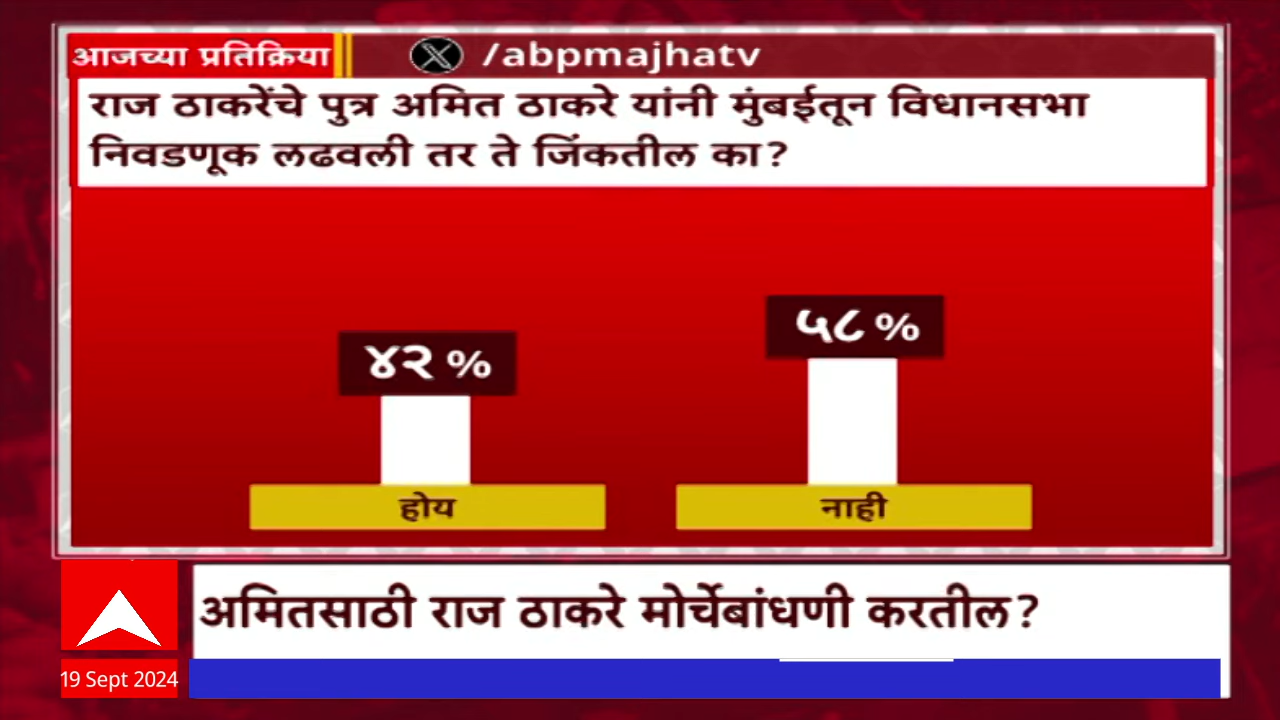 आजच्या प्रतिक्रिया
/abpmajhatv
राज ठाकरेंचे पुत्र अमित ठाकरे यांनी मुंबईतून विधानसभा
निवडणूक लढवली तर ते जिंकतील का?
४२ %
५८ %
होय
नाही
अमितसाठी राज ठाकरे मोर्चेबांधणी करतील?
19 Sept 2024